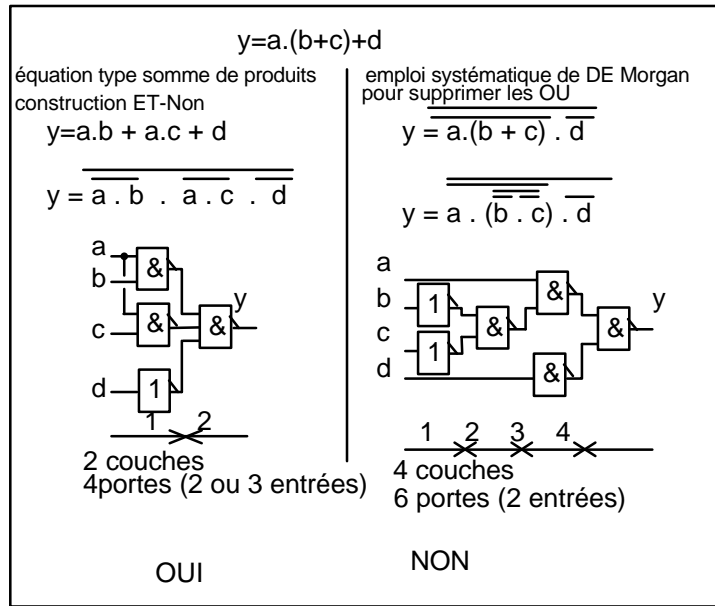 y=a.(b+c)+d
équation type somme de produits
construction ET-Non
y=a.b + a.c + d
y = a . b . a . c . d
a
b
c
d
&
&
1
&
y
1 2
2 couches
4portes (2 ou 3 entrées)
OUI
emploi systématique de DE Morgan
pour supprimer les OU
y = a.(b + c) . d
y = a . (b . c) . d
a
b
c
d
1
1
&
&
&
&
y
1 2 3 4
4 couches
6 portes (2 entrées)
NON